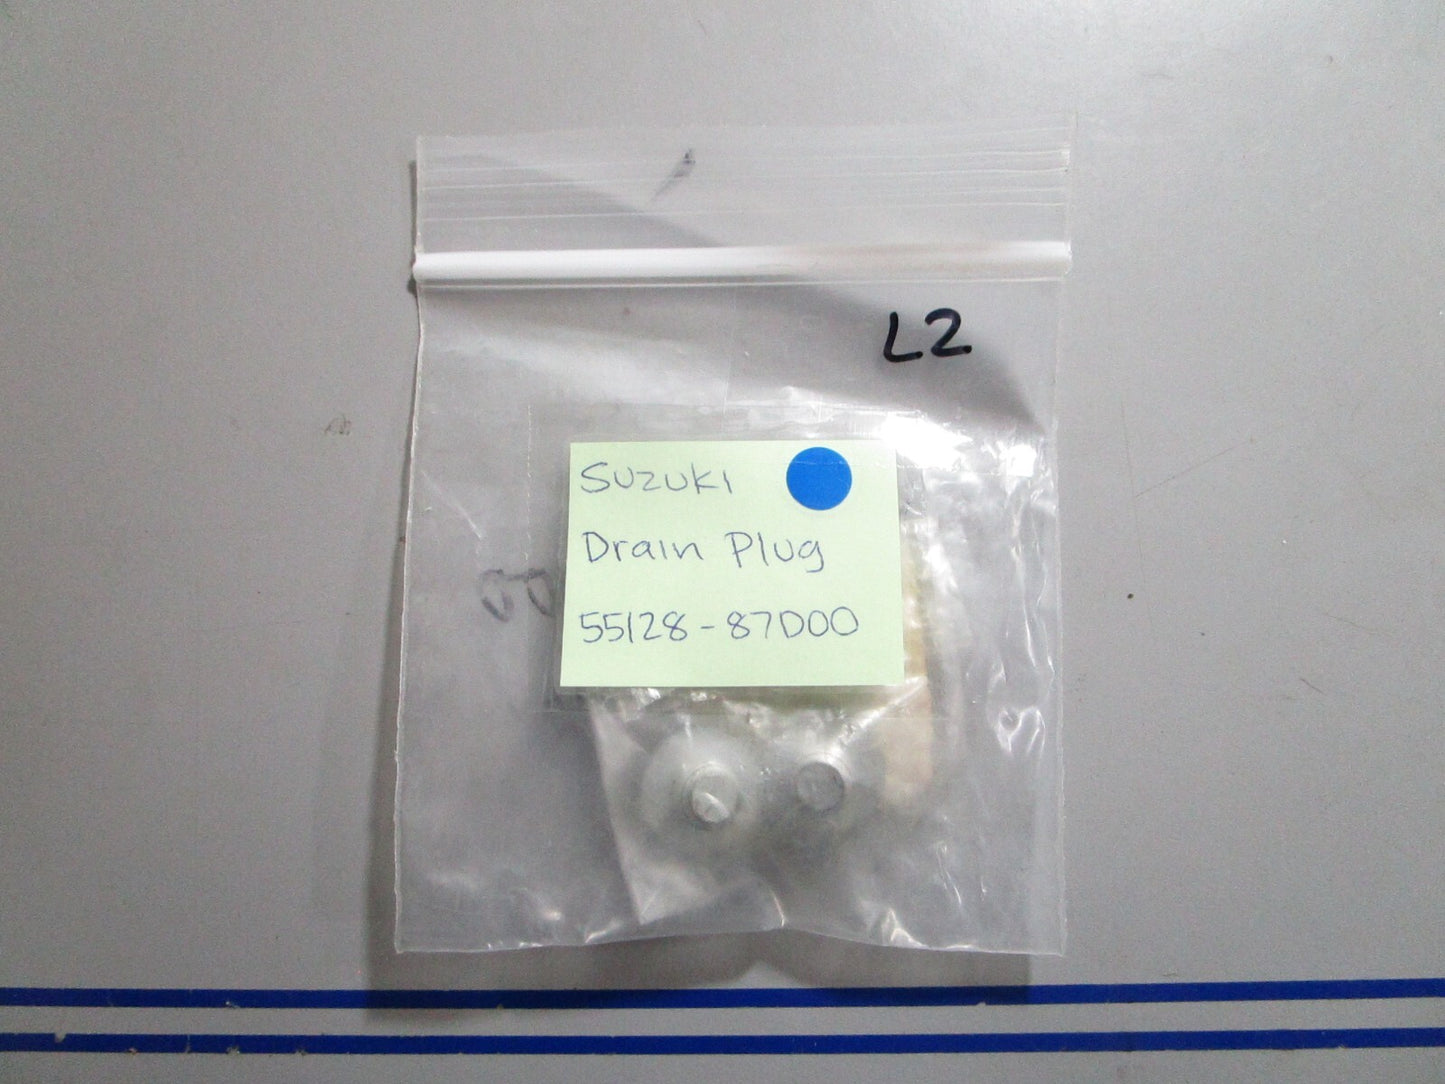 L2
Suzuki
Drain Plug
55128-87D00